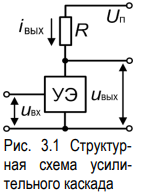 Uп
iвых
R
УЭ
uвх
uвых
Рис. 3.1 Структур-
ная схема усили-
тельного каскада